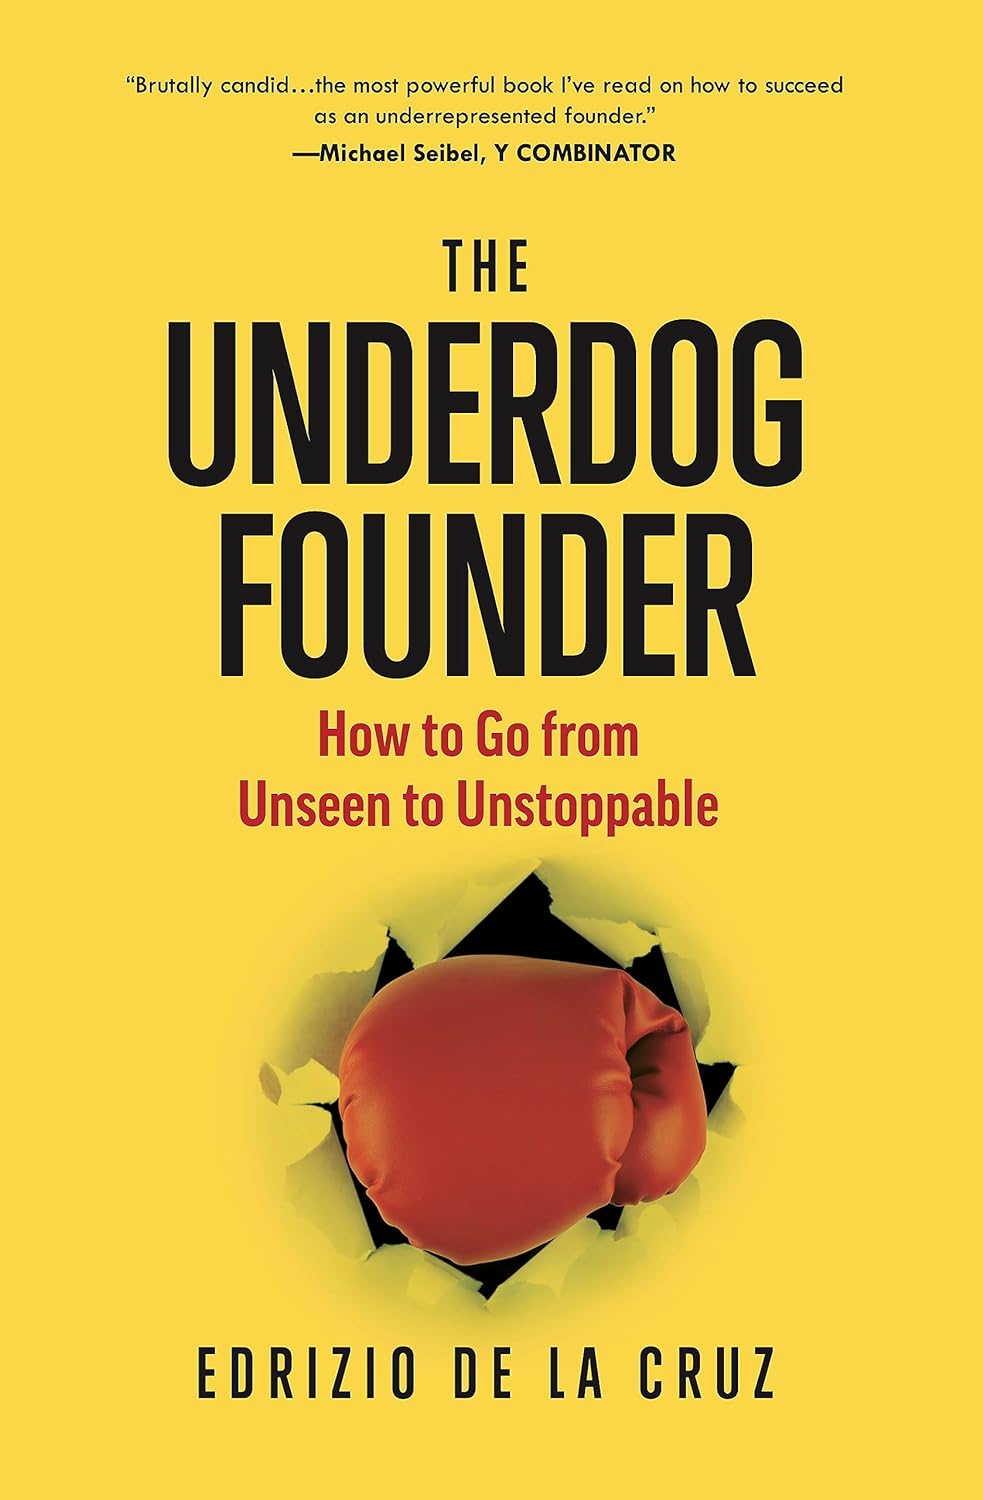 “Brutally candid...the most powerful book I’ve read on how to succeed
as an underrepresented founder.”
—Michael Seibel, Y COMBINATOR
THE
UNDERDOG
FOUNDER
How to Go from
Unseen to Unstoppable
EDRIZIO DE LA CRUZ